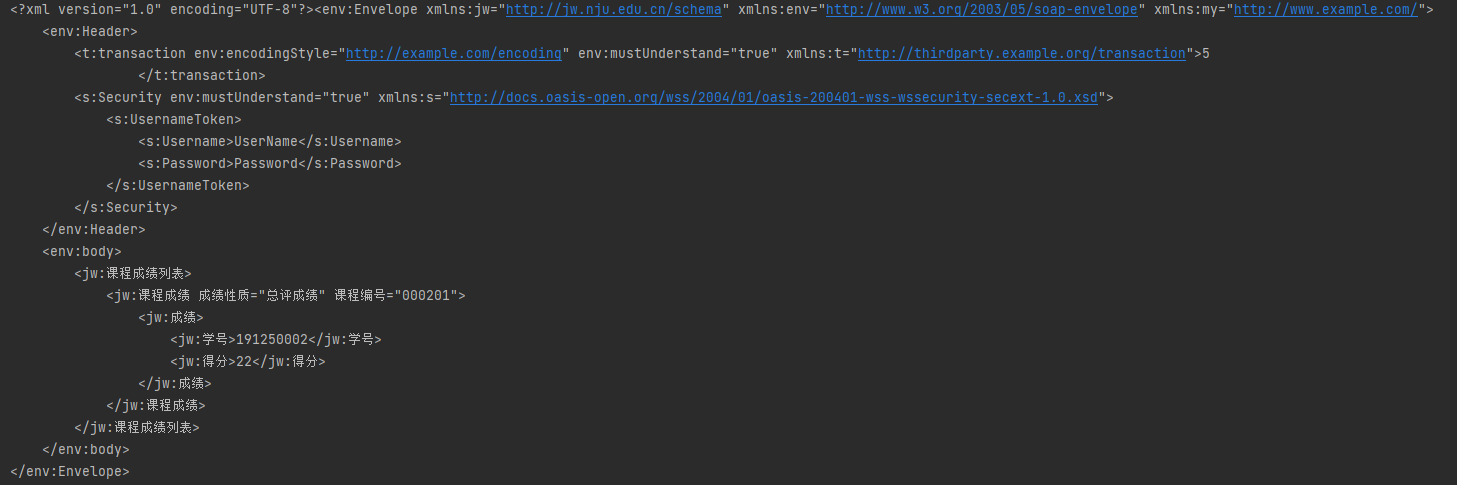 <?xml version="1.0" encoding="UTF-8"?><env:Envelope xmlns:jw="http://jw.nju.edu.cn/schema" xmlns:env="http://www.w3.org/2003/05/soap-envelope" xmlns:my="http://www.example.com/">
<env:Header>
<t:transaction env:encodingStyle="http://example.com/encoding" env:mustUnderstand="true" xmlns:t="http://thirdparty.example.org/transaction">5
</t:transaction>
<s:Security env:mustUnderstand="true" xmlns:s="http://docs.oasis-open.org/wss/2004/01/oasis-200401-wss-wssecurity-secext-1.0.xsd">
<s:UsernameToken>
<s:Username>UserName</s:Username>
<s:Password>Password</s:Password>
</s:UsernameToken>
</s:Security>
</env:Header>
<env:body>
<jw:课程成绩列表>
<jw:课程成绩 成绩性质="总评成绩" 课程编号="000201">
<jw:成绩>
<jw:学号>191250002</jw:学号>
<jw:得分>22</jw:得分>
</jw:成绩>
</jw:课程成绩>
</jw:课程成绩列表>
</env:body>
</env:Envelope>